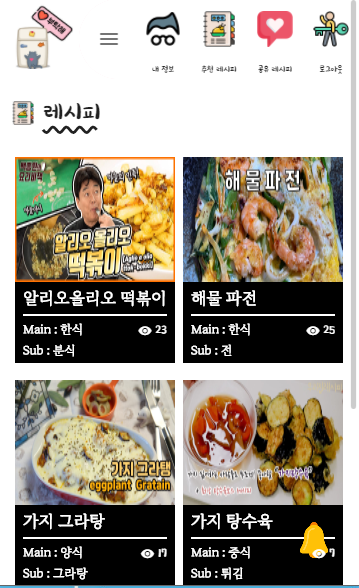 부탁해
내 정보
추천 레시피
공유 레시피
로그아웃
레시피
알리오 올리오
떡볶이
(Aglio e olio
tteok-bokki)
알리오올리오 떡볶이
Main : 한식
23
Sub : 분식
해물파전
해물 파전
Main : 한식
25
Sub : 전
가지 그라탱
eggplant Gratain
가지 그라탕
Main : 양식
17
Sub : 그라탕
"가지탕수육"
가지 탕수육
Main : 중식
Sub : 튀김